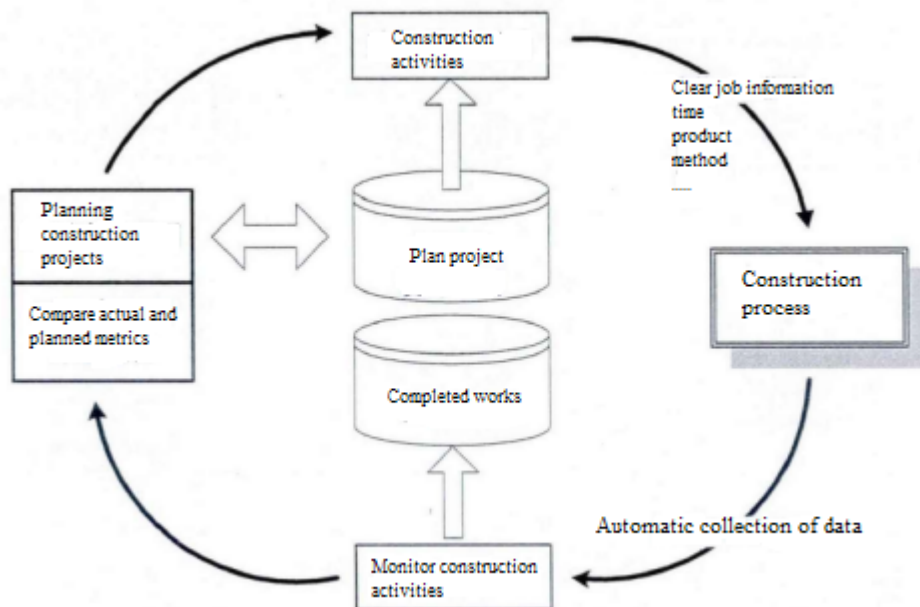 Construction
activities
Clear job information
time
product
method
Planning
construction
projects
Plan project
Construction
process
Compare actual and
planned metrics
Completed works
Automatic collection of data
Monitor construction
activities